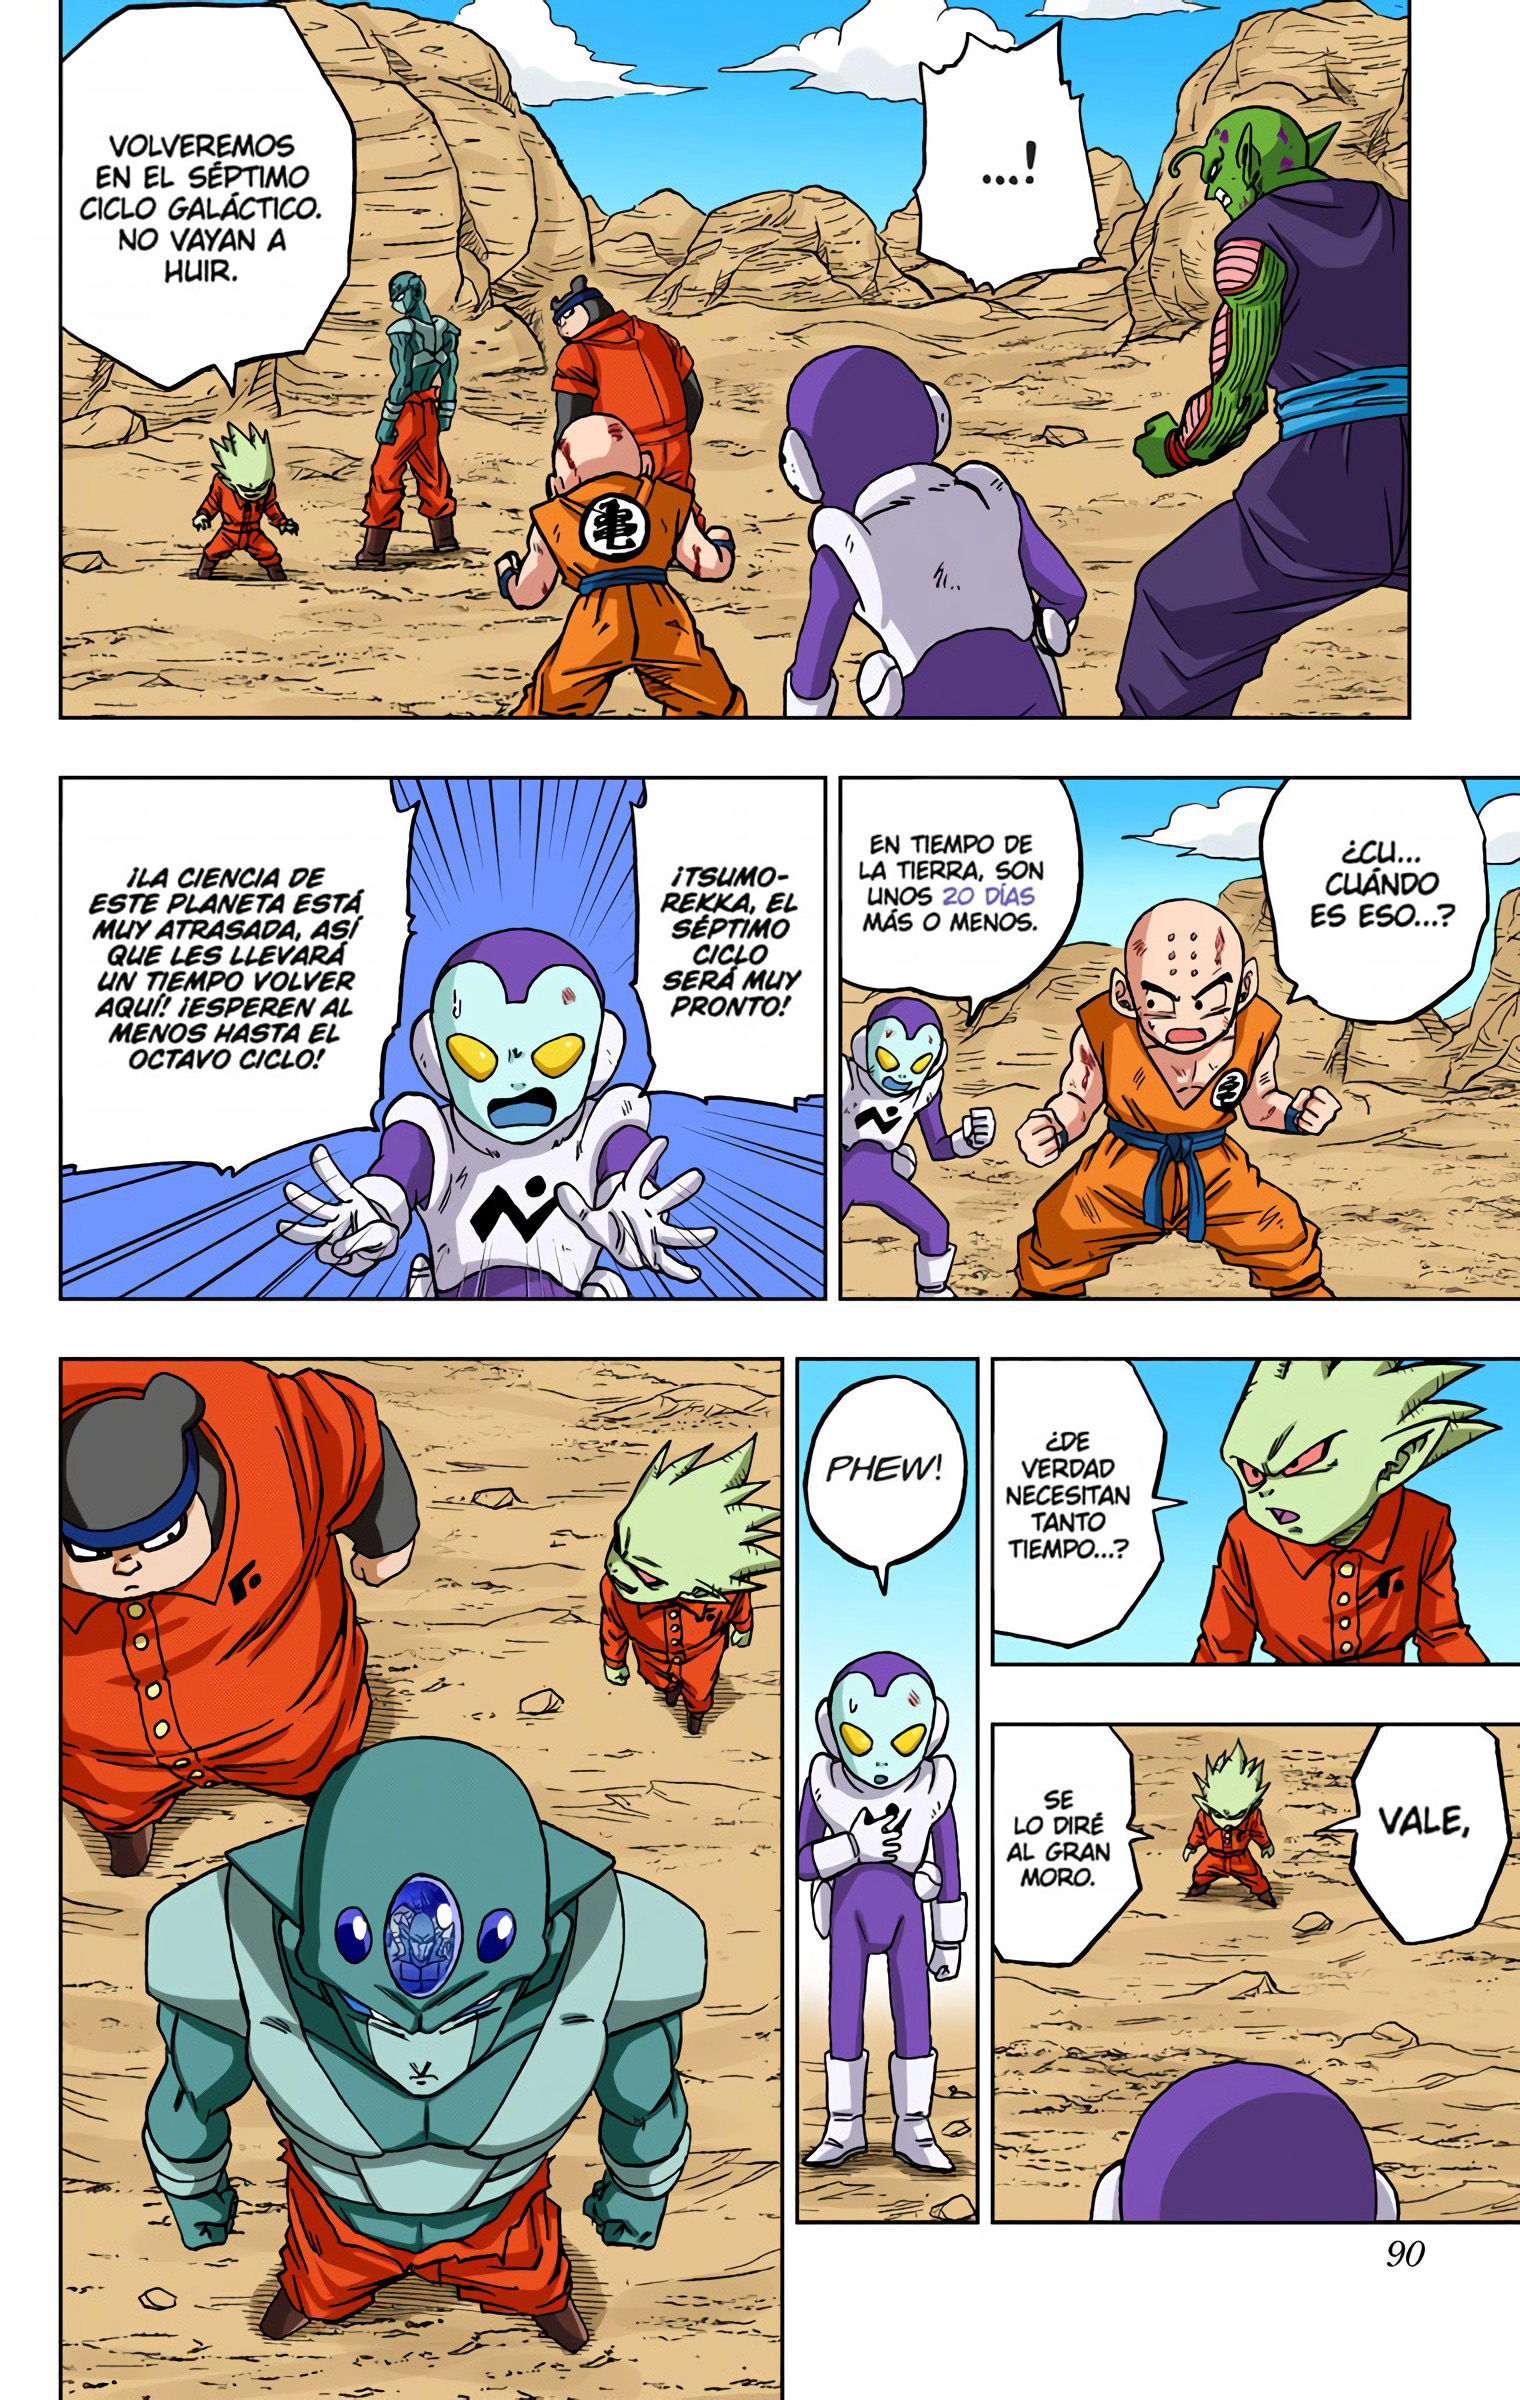 ...!
VOLVEREMOS
EN EL SÉPTIMO
CICLO GALÁCTICO.
NO VAYAN A
HUIR.
¿CU...
CUÁNDO
ES ESO...?
EN TIEMPO DE
LA TIERRA, SON
UNOS 20 DÍAS
MÁS O MENOS.
¡TSUMO-
REKKA, EL
SÉPTIMO
CICLO
SERÁ MUY
PRONTO!
¡LA CIENCIA DE
ESTE PLANETA ESTÁ
MUY ATRASADA, ASÍ
QUE LES LLEVARÁ
UN TIEMPO VOLVER
AQUÍ! ¡ESPEREN AL
MENOS HASTA EL
OCTAVO CICLO!
¿DE
VERDAD
NECESITAN
TANTO
TIEMPO...?
VALE,
SE
LO DIRÉ
AL GRAN
MORO.
PHEW!
90